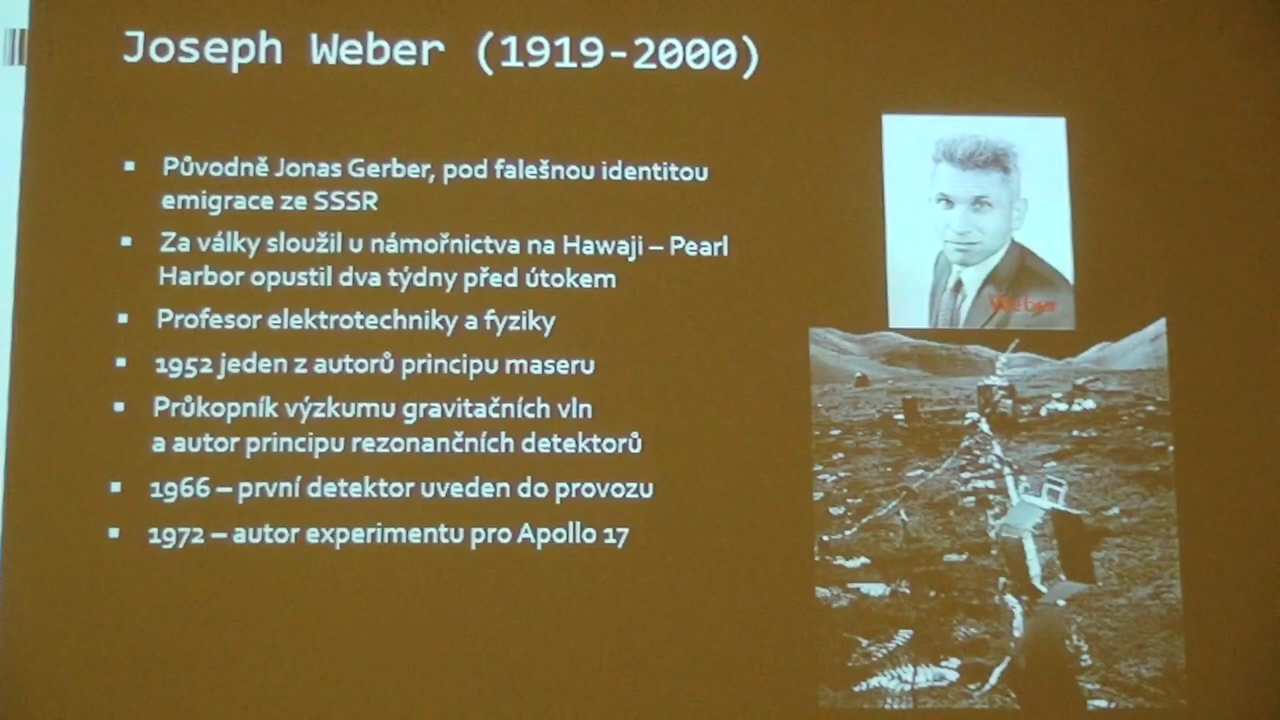 Joseph Weber (1919-2000)
▪ Původně Jonas Gerber, pod falešnou identitou
emigrace ze SSSR
▪ Za války sloužil u námořnictva na Hawaji – Pearl
Harbor opustil dva týdny před útokem
▪ Profesor elektrotechniky a fyziky
▪ 1952 jeden z autorů principu maseru
▪ Průkopník výzkumu gravitačních vln
a autor principu rezonančních detektorů
▪ 1966 – první detektor uveden do provozu
▪ 1972 – autor experimentu pro Apollo 17
Weber